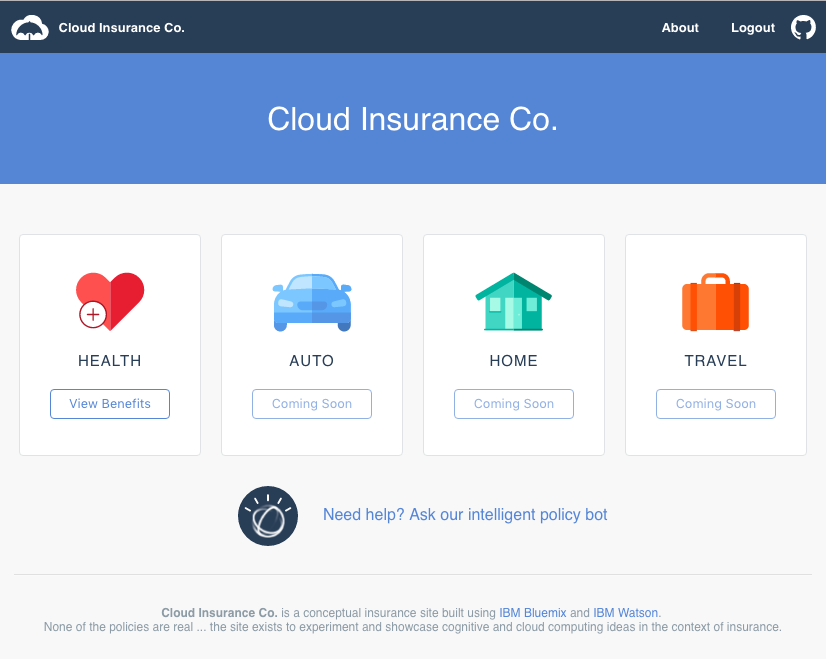 Cloud Insurance Co.
About
Logout
Cloud Insurance Co.
HEALTH
AUTO
HOME
TRAVEL
View Benefits
Coming Soon
Coming Soon
Coming Soon
Need help? Ask our intelligent policy bot
Cloud Insurance Co. is a conceptual insurance site built using IBM Bluemix and IBM Watson.
None of the policies are real ... the site exists to experiment and showcase cognitive and cloud computing ideas in the context of insurance.